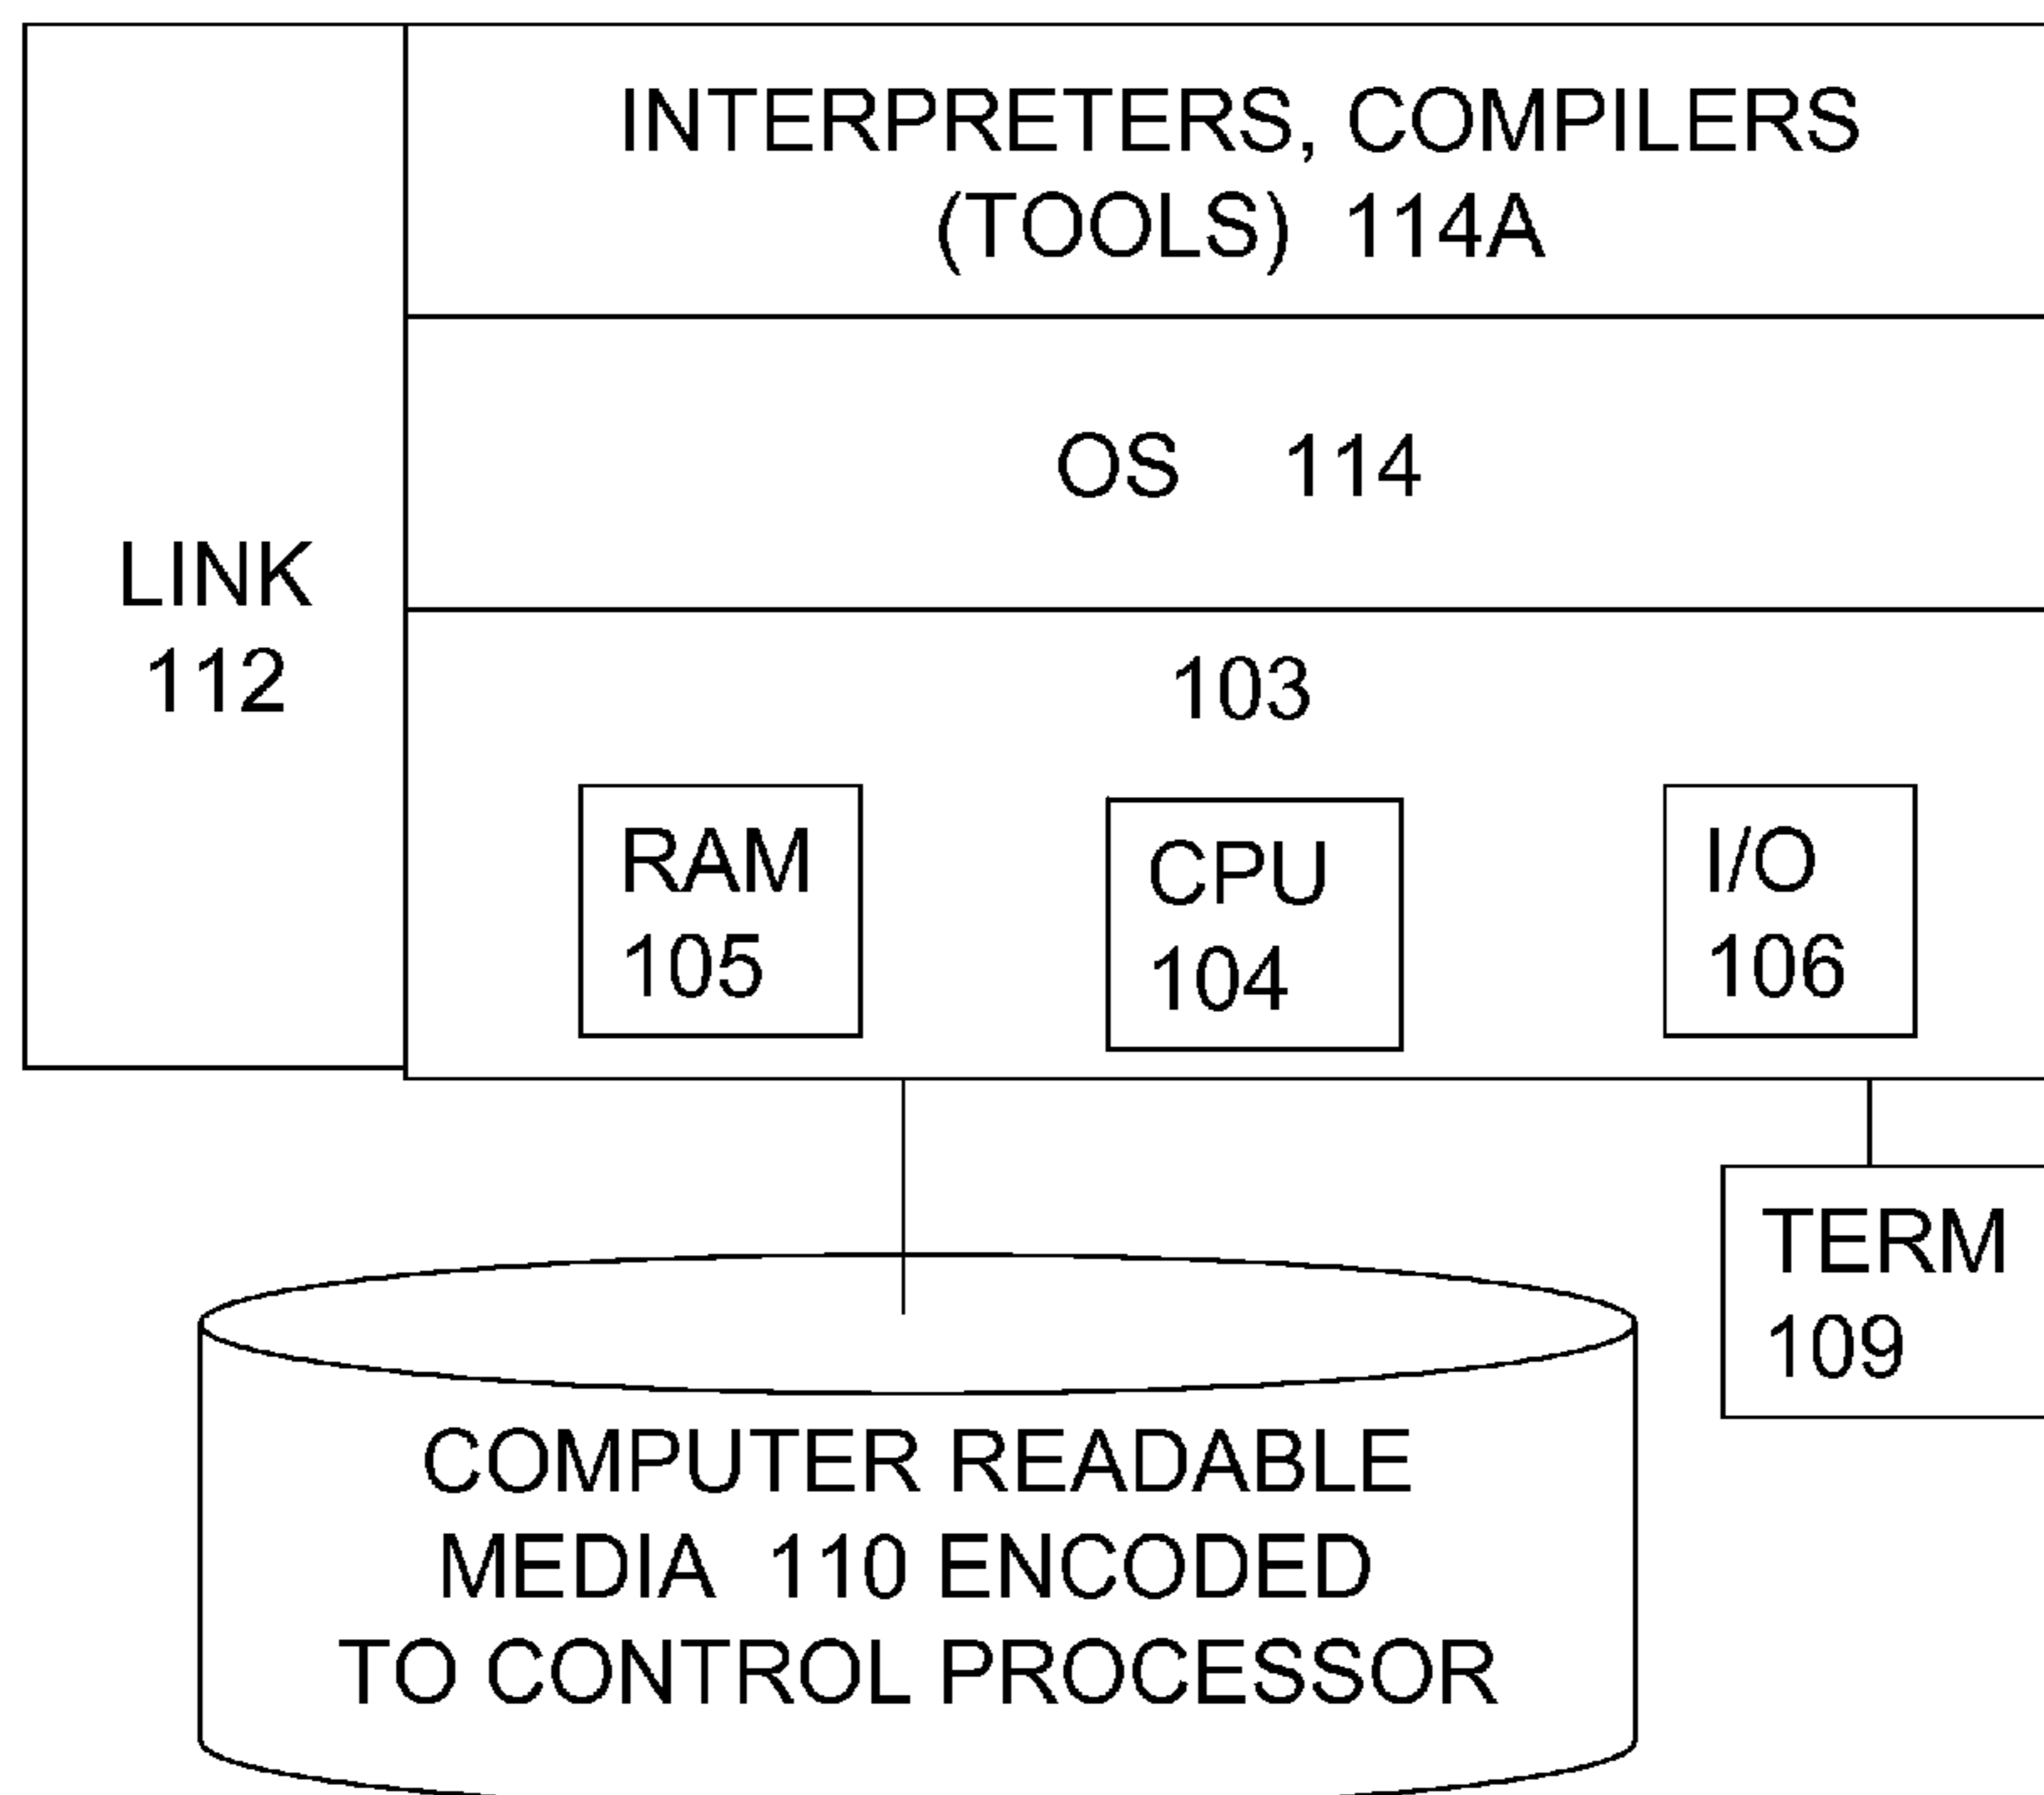 INTERPRETERS, COMPILERS
(TOOLS) 114A
OS 114
LINK
112
103
RAM
105
CPU
104
I/O
106
TERM
109
COMPUTER READABLE
MEDIA 110 ENCODED
TO CONTROL PROCESSOR